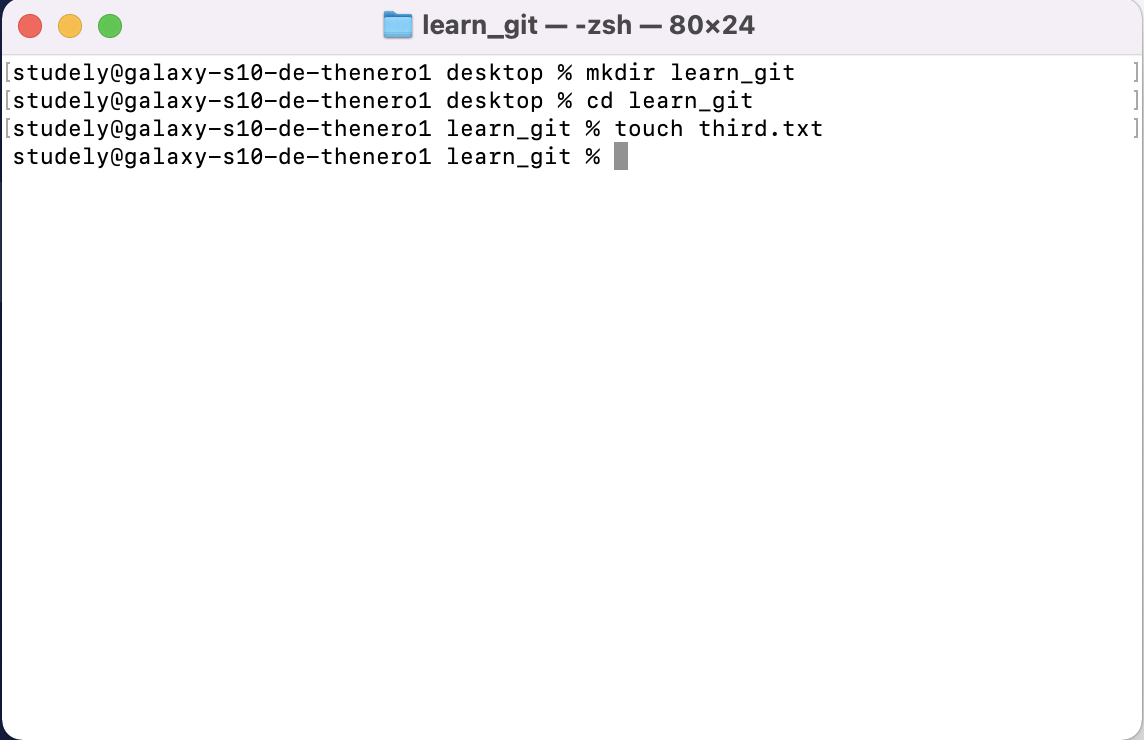 learn_git — -zsh — 80×24
[studely@galaxy-s10-de-thenero1 desktop % mkdir learn_git ]
[studely@galaxy-s10-de-thenero1 desktop % cd learn_git ]
[studely@galaxy-s10-de-thenero1 learn_git % touch third.txt ]
studely@galaxy-s10-de-thenero1 learn_git %